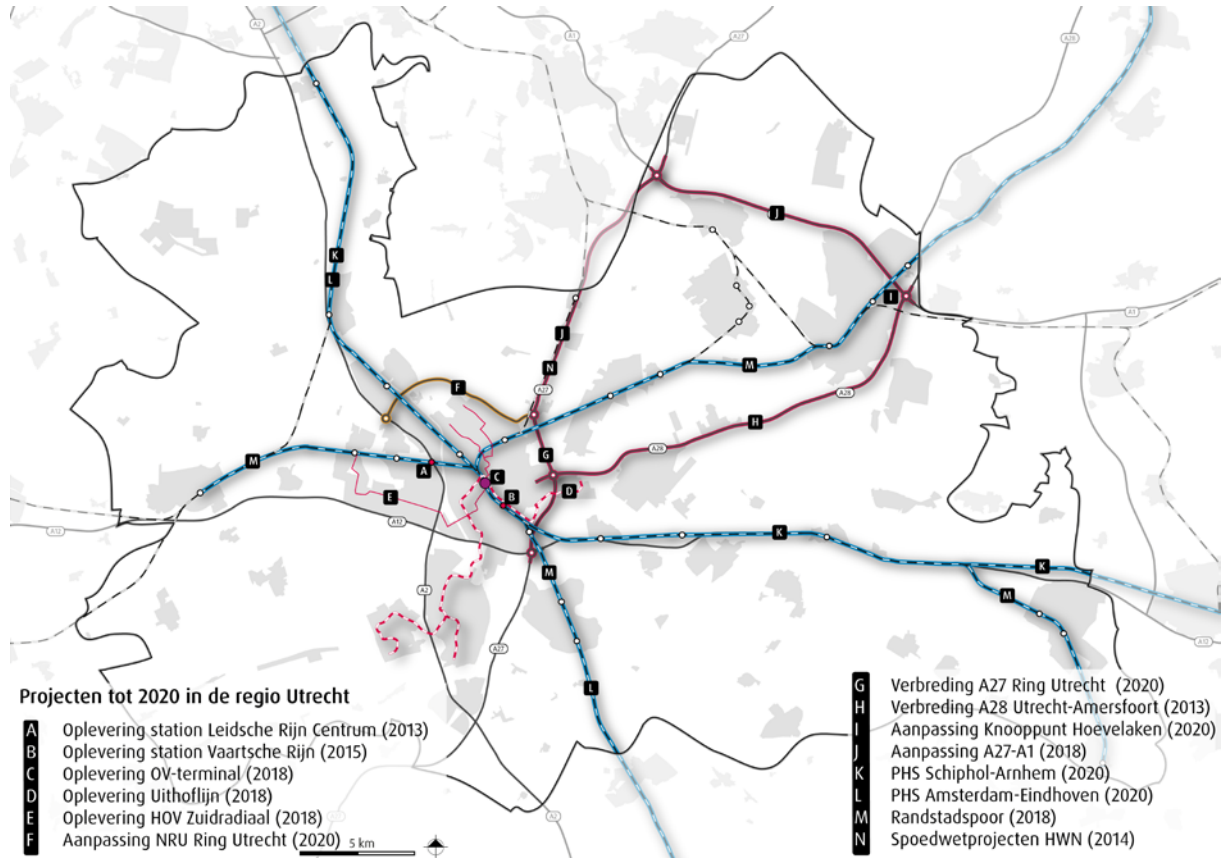 A2
A1
A27
A28
K
L
J
I
J
N
A27
M
A28
F
H
A28
G
M
A
C
D
E
B
A1
A12
A12
K
M
K
M
A2
A27
L
A12
A2
Projecten tot 2020 in de regio Utrecht
A Oplevering station Leidsche Rijn Centrum (2013)
B Oplevering station Vaartsche Rijn (2015)
C Oplevering OV-terminal (2018)
D Oplevering Uithoflijn (2018)
E Oplevering HOV Zuidradiaal (2018)
F Aanpassing NRU Ring Utrecht (2020)
5 km
G Verbreding A27 Ring Utrecht (2020)
H Verbreding A28 Utrecht-Amersfoort (2013)
I Aanpassing Knooppunt Hoevelaken (2020)
J Aanpassing A27-A1 (2018)
K PHS Schiphol-Arnhem (2020)
L PHS Amsterdam-Eindhoven (2020)
M Randstadspoor (2018)
N Spoedwetprojecten HWN (2014)